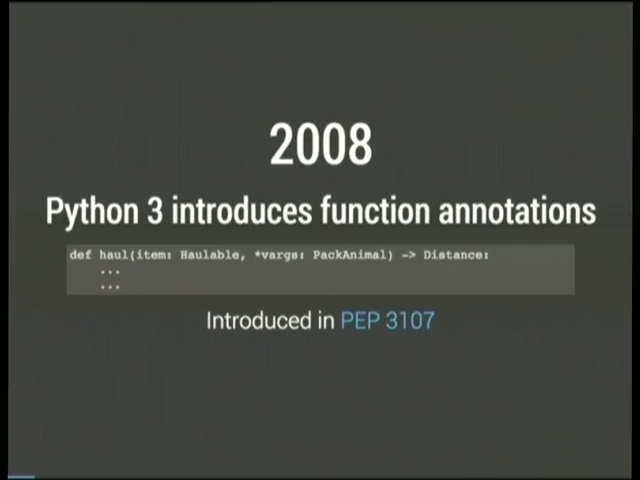 2008
Python 3 introduces function annotations
def haul(item: Haulable, *vargs: PackAnimal) -> Distance:
...
...
Introduced in PEP 3107